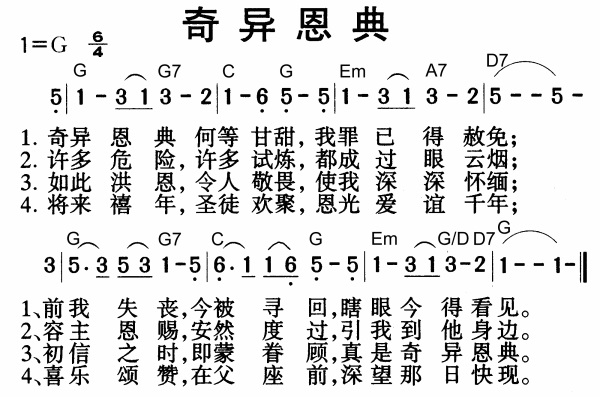 奇异恩典
1=G 6/4
G G7 C G Em A7 D7
5|1 - 3 1 3 - 2|1 - 6 5 - 5|1 - 3 1 3 - 2|5 - - 5 -
1. 奇异 恩 典 何等 甘甜,我罪 已 得 赦免;
2. 许多 危 险,许多 试炼,都成 过 眼 云烟;
3. 如此 洪 恩,令人 敬畏,使我 深 深 怀缅;
4. 将来 禧 年,圣徒 欢聚,恩光 爱 谊 千年;
G G7 C G Em G/D D7 G
3|5 · 3 5 3 1 - 5|6 · 1 1 6 5 - 5|1 - 3 1 3 - 2|1 - - 1 -‖
1、前我 失 丧,今被 寻 回,瞎眼今 得看见。
2、容主 恩 赐,安然 度 过,引我到 他身边。
3、初信 之 时,即蒙 眷 顾,真是奇 异恩典。
4、喜乐 颂 赞,在父 座 前,深望那 日快现。